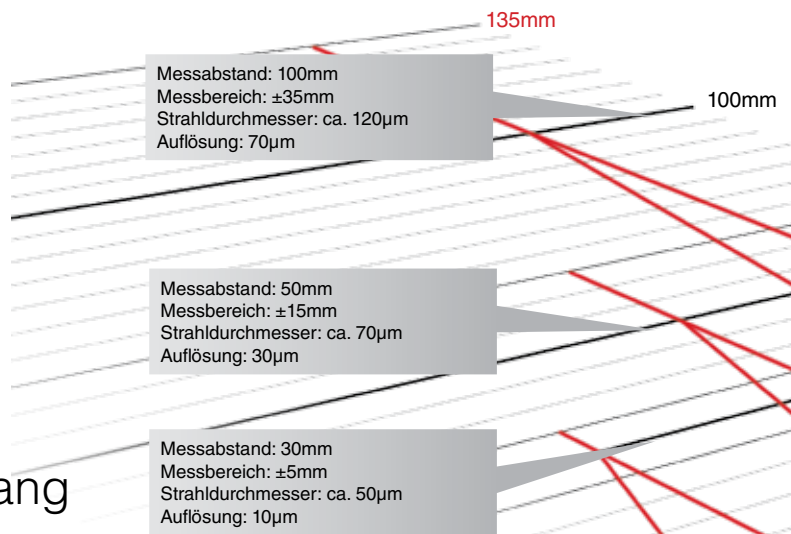 135mm
Messabstand: 100mm
Messbereich: ±35mm
Strahldurchmesser: ca. 120µm
Auflösung: 70µm
100mm
Messabstand: 50mm
Messbereich: ±15mm
Strahldurchmesser: ca. 70µm
Auflösung: 30µm
Messabstand: 30mm
Messbereich: ±5mm
Strahldurchmesser: ca. 50µm
Auflösung: 10µm
ang